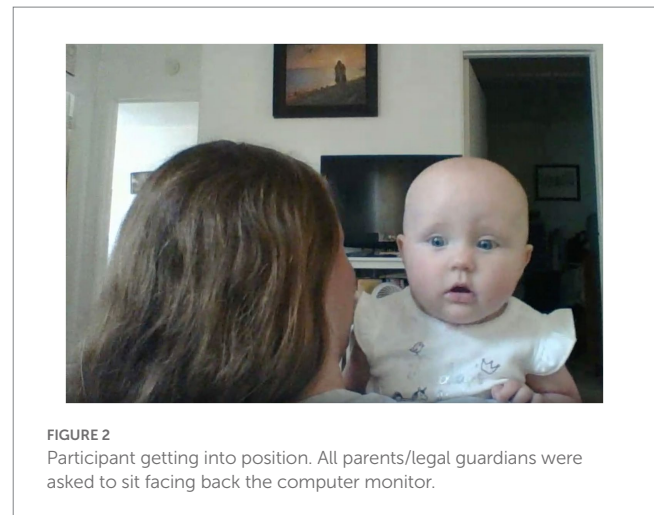 FIGURE 2
Participant getting into position. All parents/legal guardians were
asked to sit facing back the computer monitor.